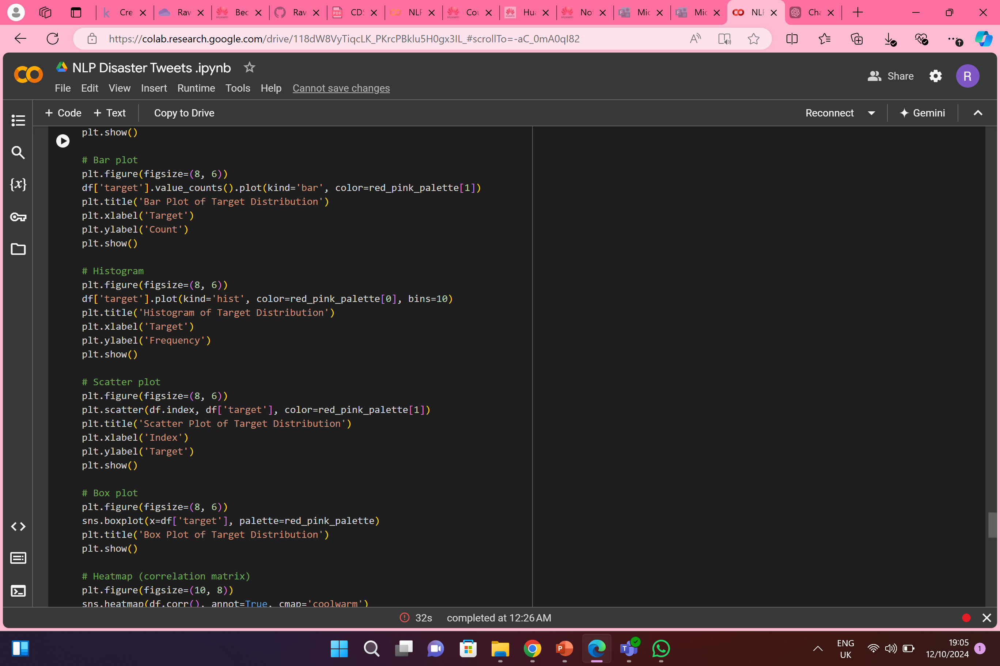 Cre
Raw
Bec
Raw
CDS
NLP
Cou
Hua
Not
Mic
Mic
NLP
Cha
https://colab.research.google.com/drive/118dW8VyTiqcLK_PKrcPBklu5H0gx3IL_#scrollTo=-aC_0mA0qI82
NLP Disaster Tweets .ipynb
File Edit View Insert Runtime Tools Help Cannot save changes
Share
R
+ Code + Text Copy to Drive
Reconnect
Gemini
plt.show()
# Bar plot
plt.figure(figsize=(8, 6))
df['target'].value_counts().plot(kind='bar', color=red_pink_palette[1])
plt.title('Bar Plot of Target Distribution')
plt.xlabel('Target')
plt.ylabel('Count')
plt.show()
# Histogram
plt.figure(figsize=(8, 6))
df['target'].plot(kind='hist', color=red_pink_palette[0], bins=10)
plt.title('Histogram of Target Distribution')
plt.xlabel('Target')
plt.ylabel('Frequency')
plt.show()
# Scatter plot
plt.figure(figsize=(8, 6))
plt.scatter(df.index, df['target'], color=red_pink_palette[1])
plt.title('Scatter Plot of Target Distribution')
plt.xlabel('Index')
plt.ylabel('Target')
plt.show()
# Box plot
plt.figure(figsize=(8, 6))
sns.boxplot(x=df['target'], palette=red_pink_palette)
plt.title('Box Plot of Target Distribution')
plt.show()
# Heatmap (correlation matrix)
plt.figure(figsize=(10, 8))
sns.heatmap(df.corr(), annot=True, cmap='coolwarm')
32s completed at 12:26 AM
ENG
UK
19:05
12/10/2024
1